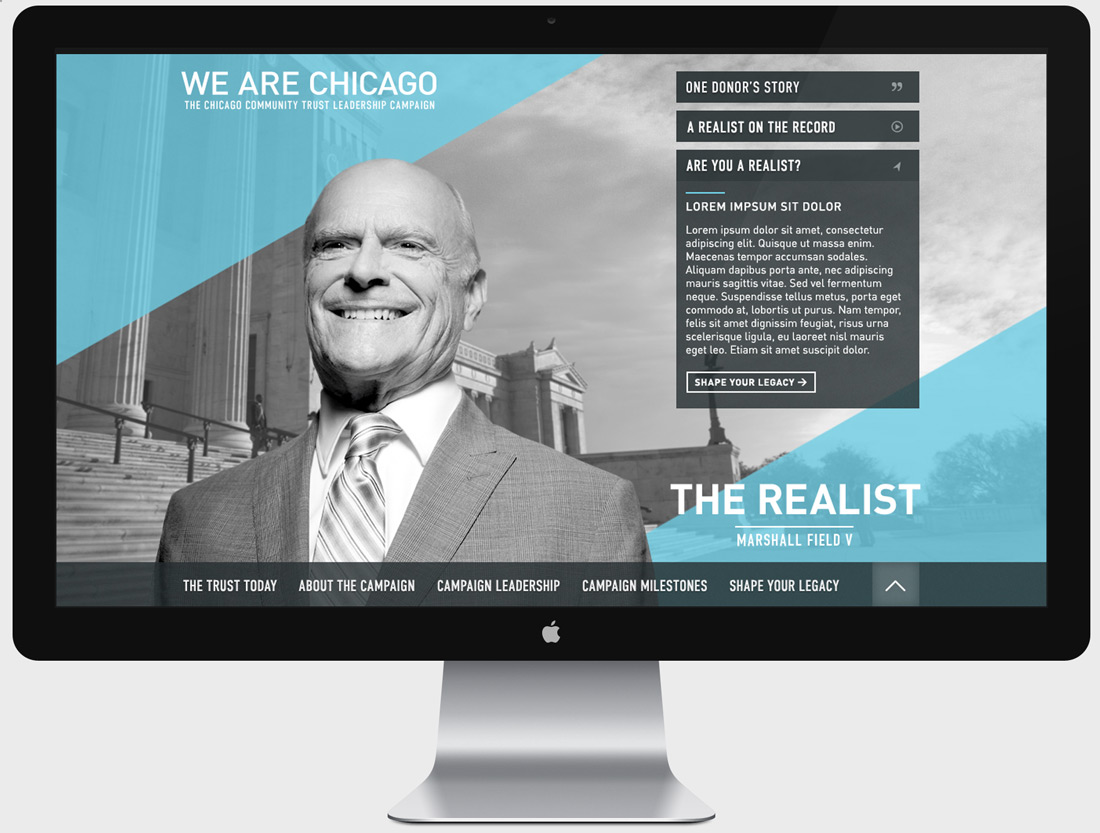 WE ARE CHICAGO
THE CHICAGO COMMUNITY TRUST LEADERSHIP CAMPAIGN
ONE DONOR'S STORY
A REALIST ON THE RECORD
ARE YOU A REALIST?
LOREM IMPSUM SIT DOLOR
Lorem ipsum dolor sit amet, consectetur
adipiscing elit. Quisque ut massa enim.
Maecenas tempor accumsan sodales.
Aliquam dapibus porta ante, nec adipiscing
mauris sagittis vitae. Sed vel fermentum
neque. Suspendisse tellus metus, porta eget
commodo at, lobortis ut purus. Nam tempor,
felis sit amet dignissim feugiat, risus urna
scelerisque ligula, eu laoreet nisl mauris
eget leo. Etiam sit amet suscipit dolor.
SHAPE YOUR LEGACY →
THE REALIST
MARSHALL FIELD V
THE TRUST TODAY ABOUT THE CAMPAIGN CAMPAIGN LEADERSHIP CAMPAIGN MILESTONES SHAPE YOUR LEGACY